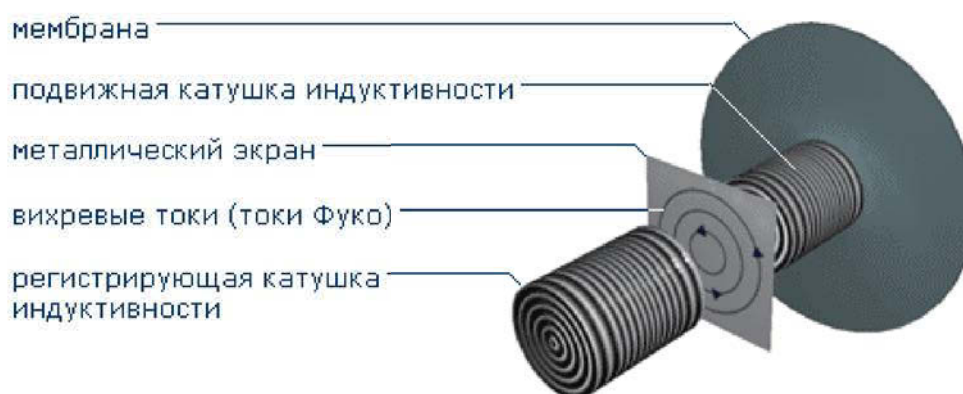 мембрана
подвижная катушка индуктивности
металлический экран
вихревые токи (токи Фуко)
регистрирующая катушка
индуктивности